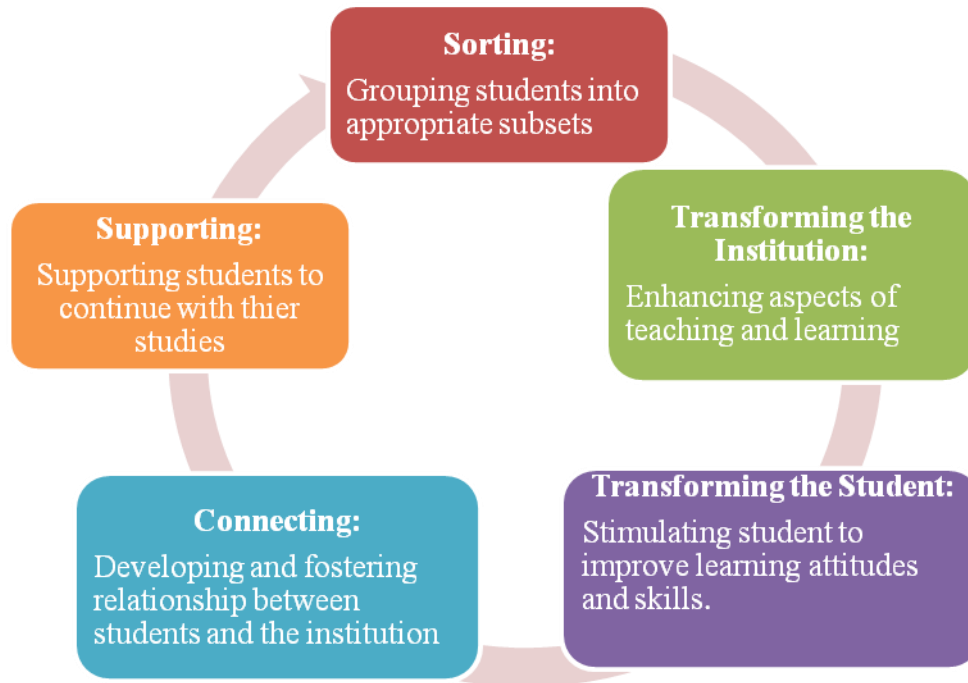 Sorting:
Grouping students into
appropriate subsets
Transforming the
Institution:
Enhancing aspects of
teaching and learning
Transforming the Student:
Stimulating student to
improve learning attitudes
and skills.
Connecting:
Developing and fostering
relationship between
students and the institution
Supporting:
Supporting students to
continue with thier
studies